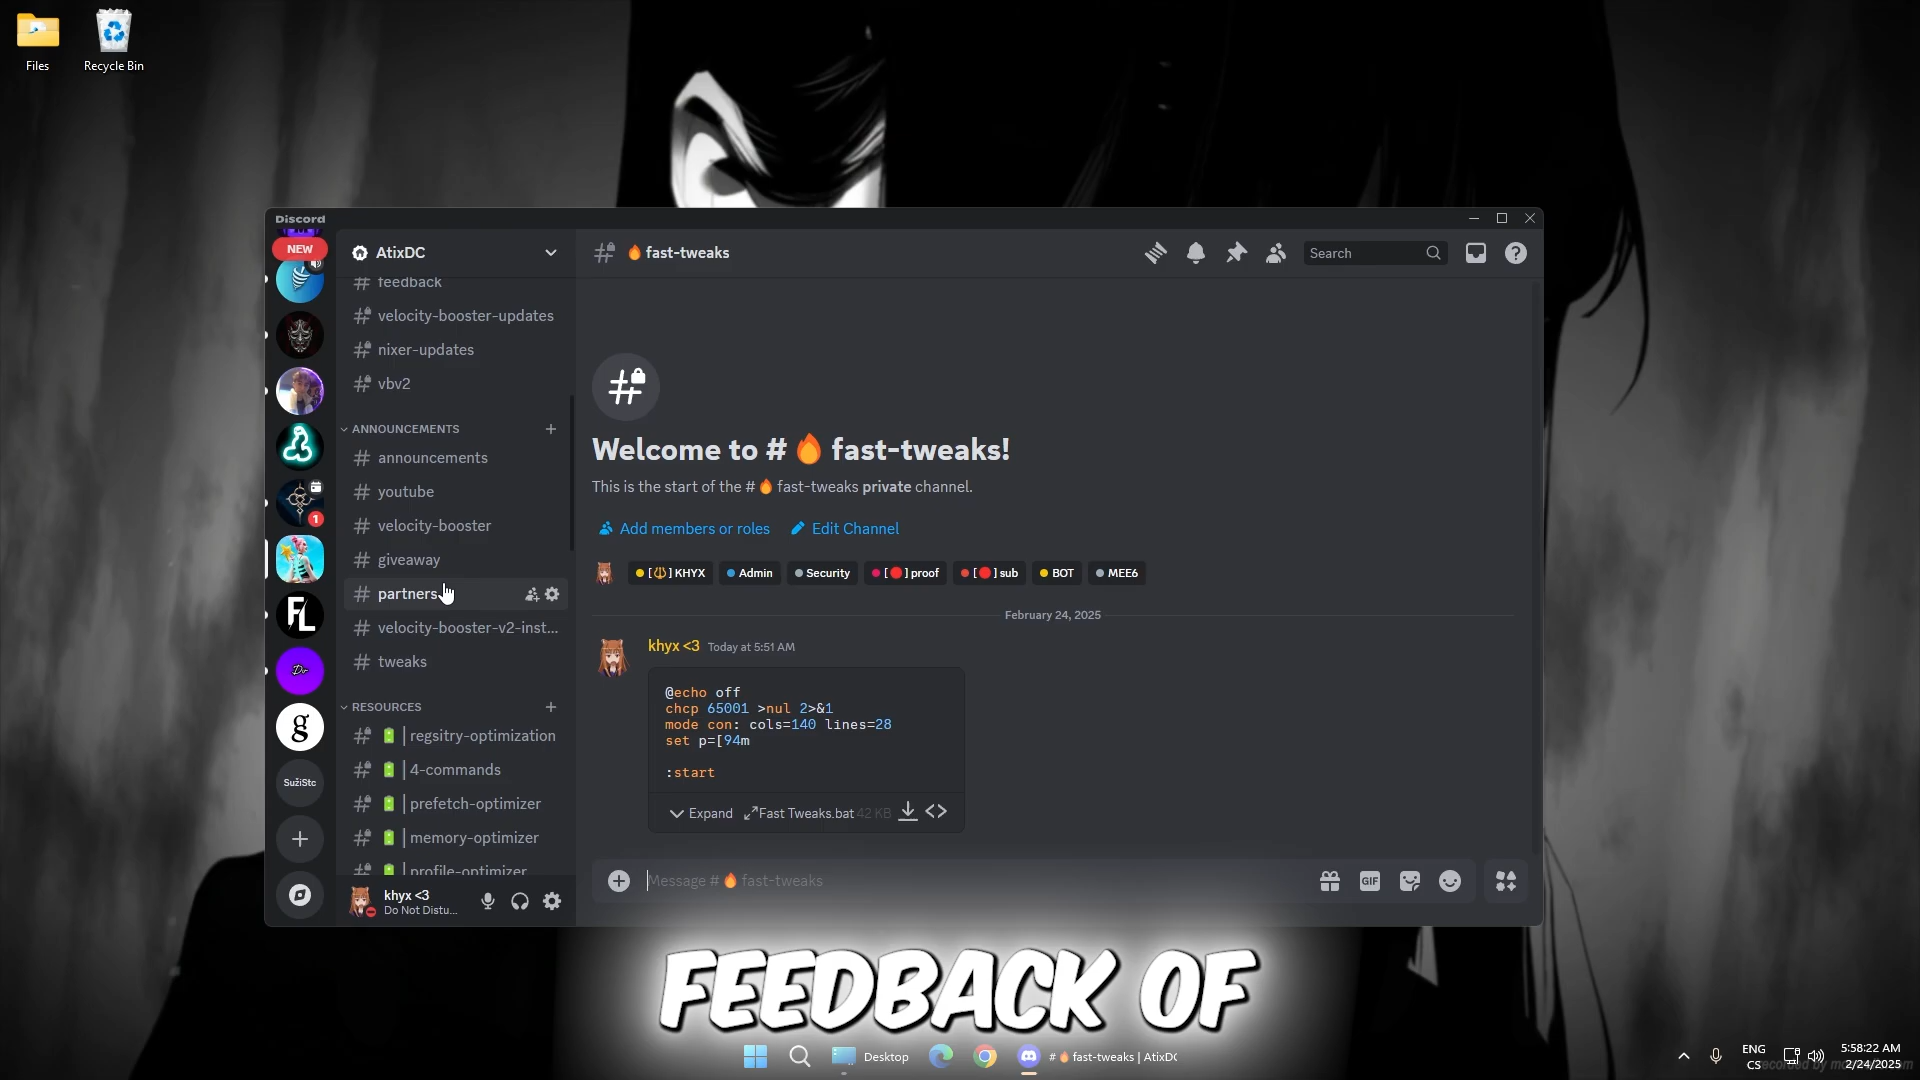 Files
Recycle Bin
Discord
NEW
AtixDC
feedback
velocity-booster-updates
nixer-updates
vbv2
ANNOUNCEMENTS
announcements
youtube
velocity-booster
giveaway
partners
velocity-booster-v2-inst...
tweaks
RESOURCES
| regsitry-optimization
| 4-commands
| prefetch-optimizer
| memory-optimizer
| profile-optimizer
1
FL
Dir
g
SužiStc
khyx <3
Do Not Distu...
🔥 fast-tweaks
Search
Welcome to # 🔥 fast-tweaks!
This is the start of the # 🔥 fast-tweaks private channel.
Add members or roles Edit Channel
[🔱] KHYX Admin Security [🔴] proof [🔴] sub BOT MEE6
February 24, 2025
khyx <3 Today at 5:51 AM
@echo off
chcp 65001 >nul 2>&1
mode con: cols=140 lines=28
set p=[94m
:start
Expand Fast Tweaks.bat 42 KB
Message # 🔥 fast-tweaks
GIF
FEEDBACK OF
Desktop
# 🔥 fast-tweaks | AtixDC
ENG
CS
5:58:22 AM
2/24/2025